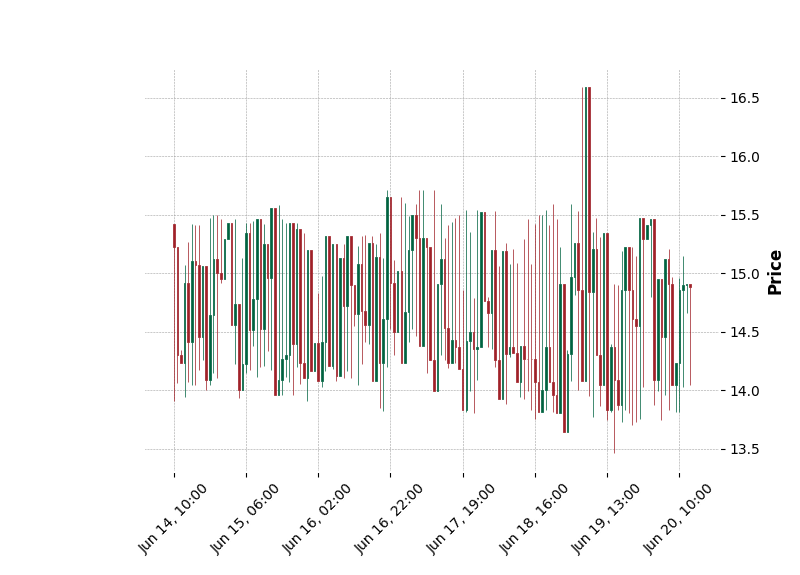 16.5
16.0
15.5
15.0
14.5
14.0
13.5
Price
Jun 14, 10:00
Jun 15, 06:00
Jun 16, 02:00
Jun 16, 22:00
Jun 17, 19:00
Jun 18, 16:00
Jun 19, 13:00
Jun 20, 10:00